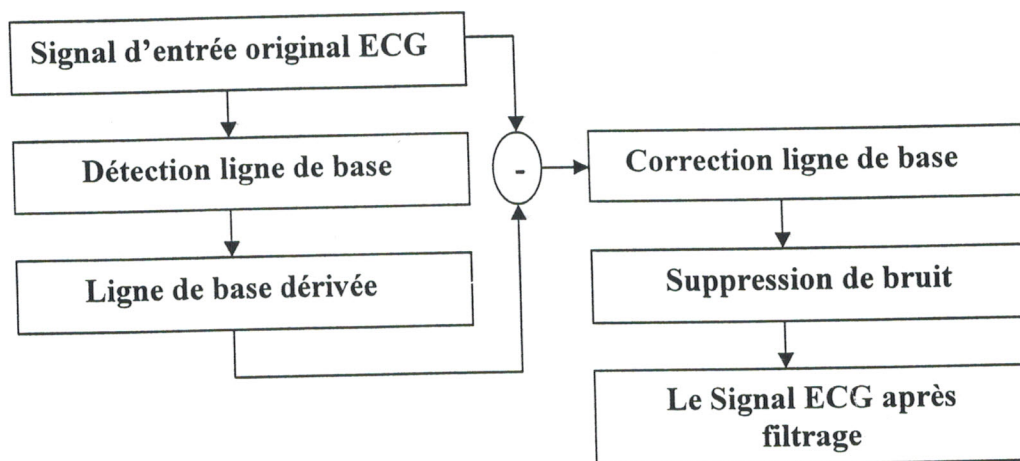 Signal d'entrée original ECG
Détection ligne de base
Ligne de base dérivée
-
Correction ligne de base
Suppression de bruit
Le Signal ECG après
filtrage